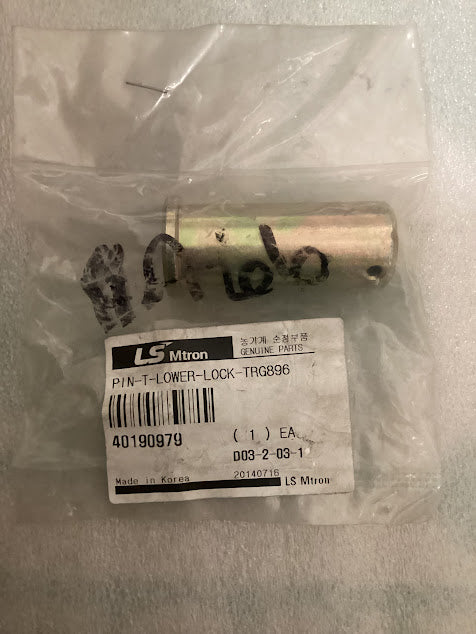 LS Mtron
농기계 순정부품
GENUINE PARTS
PIN-T-LOWER-LOCK-TRG896
40190979
( 1 ) EA
D03-2-03-1
Made in Korea
20140716
LS Mtron